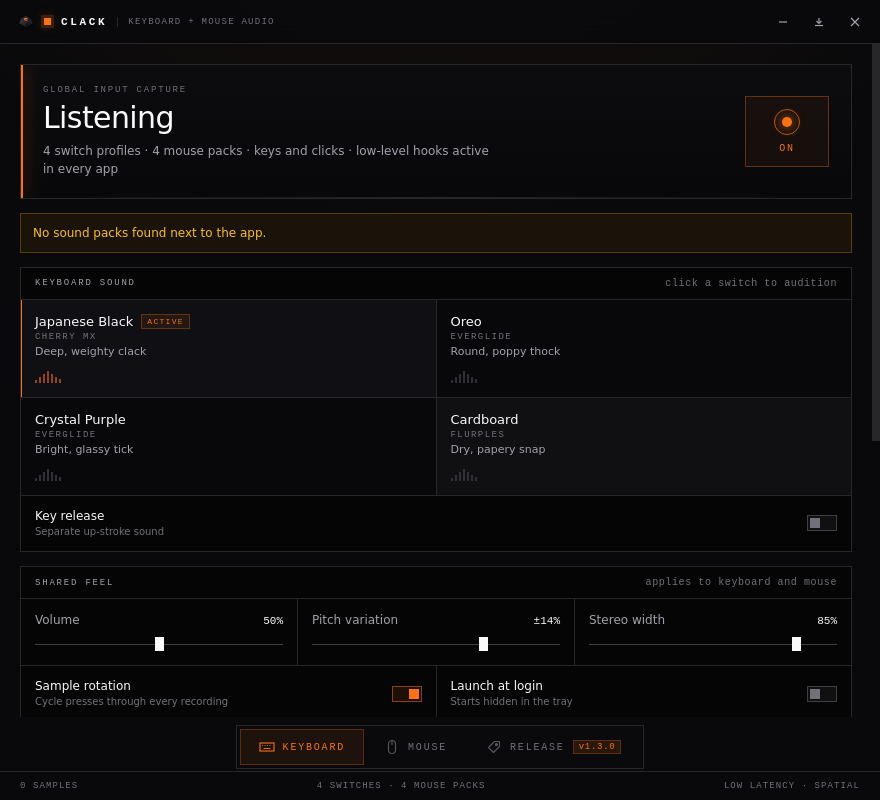 CLACK | KEYBOARD + MOUSE AUDIO
GLOBAL INPUT CAPTURE
Listening
4 switch profiles · 4 mouse packs · keys and clicks · low-level hooks active
in every app
ON
No sound packs found next to the app.
KEYBOARD SOUND
click a switch to audition
Japanese Black ACTIVE
CHERRY MX
Deep, weighty clack
Oreo
EVERGLIDE
Round, poppy thock
Crystal Purple
EVERGLIDE
Bright, glassy tick
Cardboard
FLURPLES
Dry, papery snap
Key release
Separate up-stroke sound
SHARED FEEL
applies to keyboard and mouse
Volume 50%
Pitch variation ±14%
Stereo width 85%
Sample rotation
Cycle presses through every recording
Launch at login
Starts hidden in the tray
KEYBOARD MOUSE RELEASE v1.3.0
0 SAMPLES
4 SWITCHES · 4 MOUSE PACKS
LOW LATENCY · SPATIAL